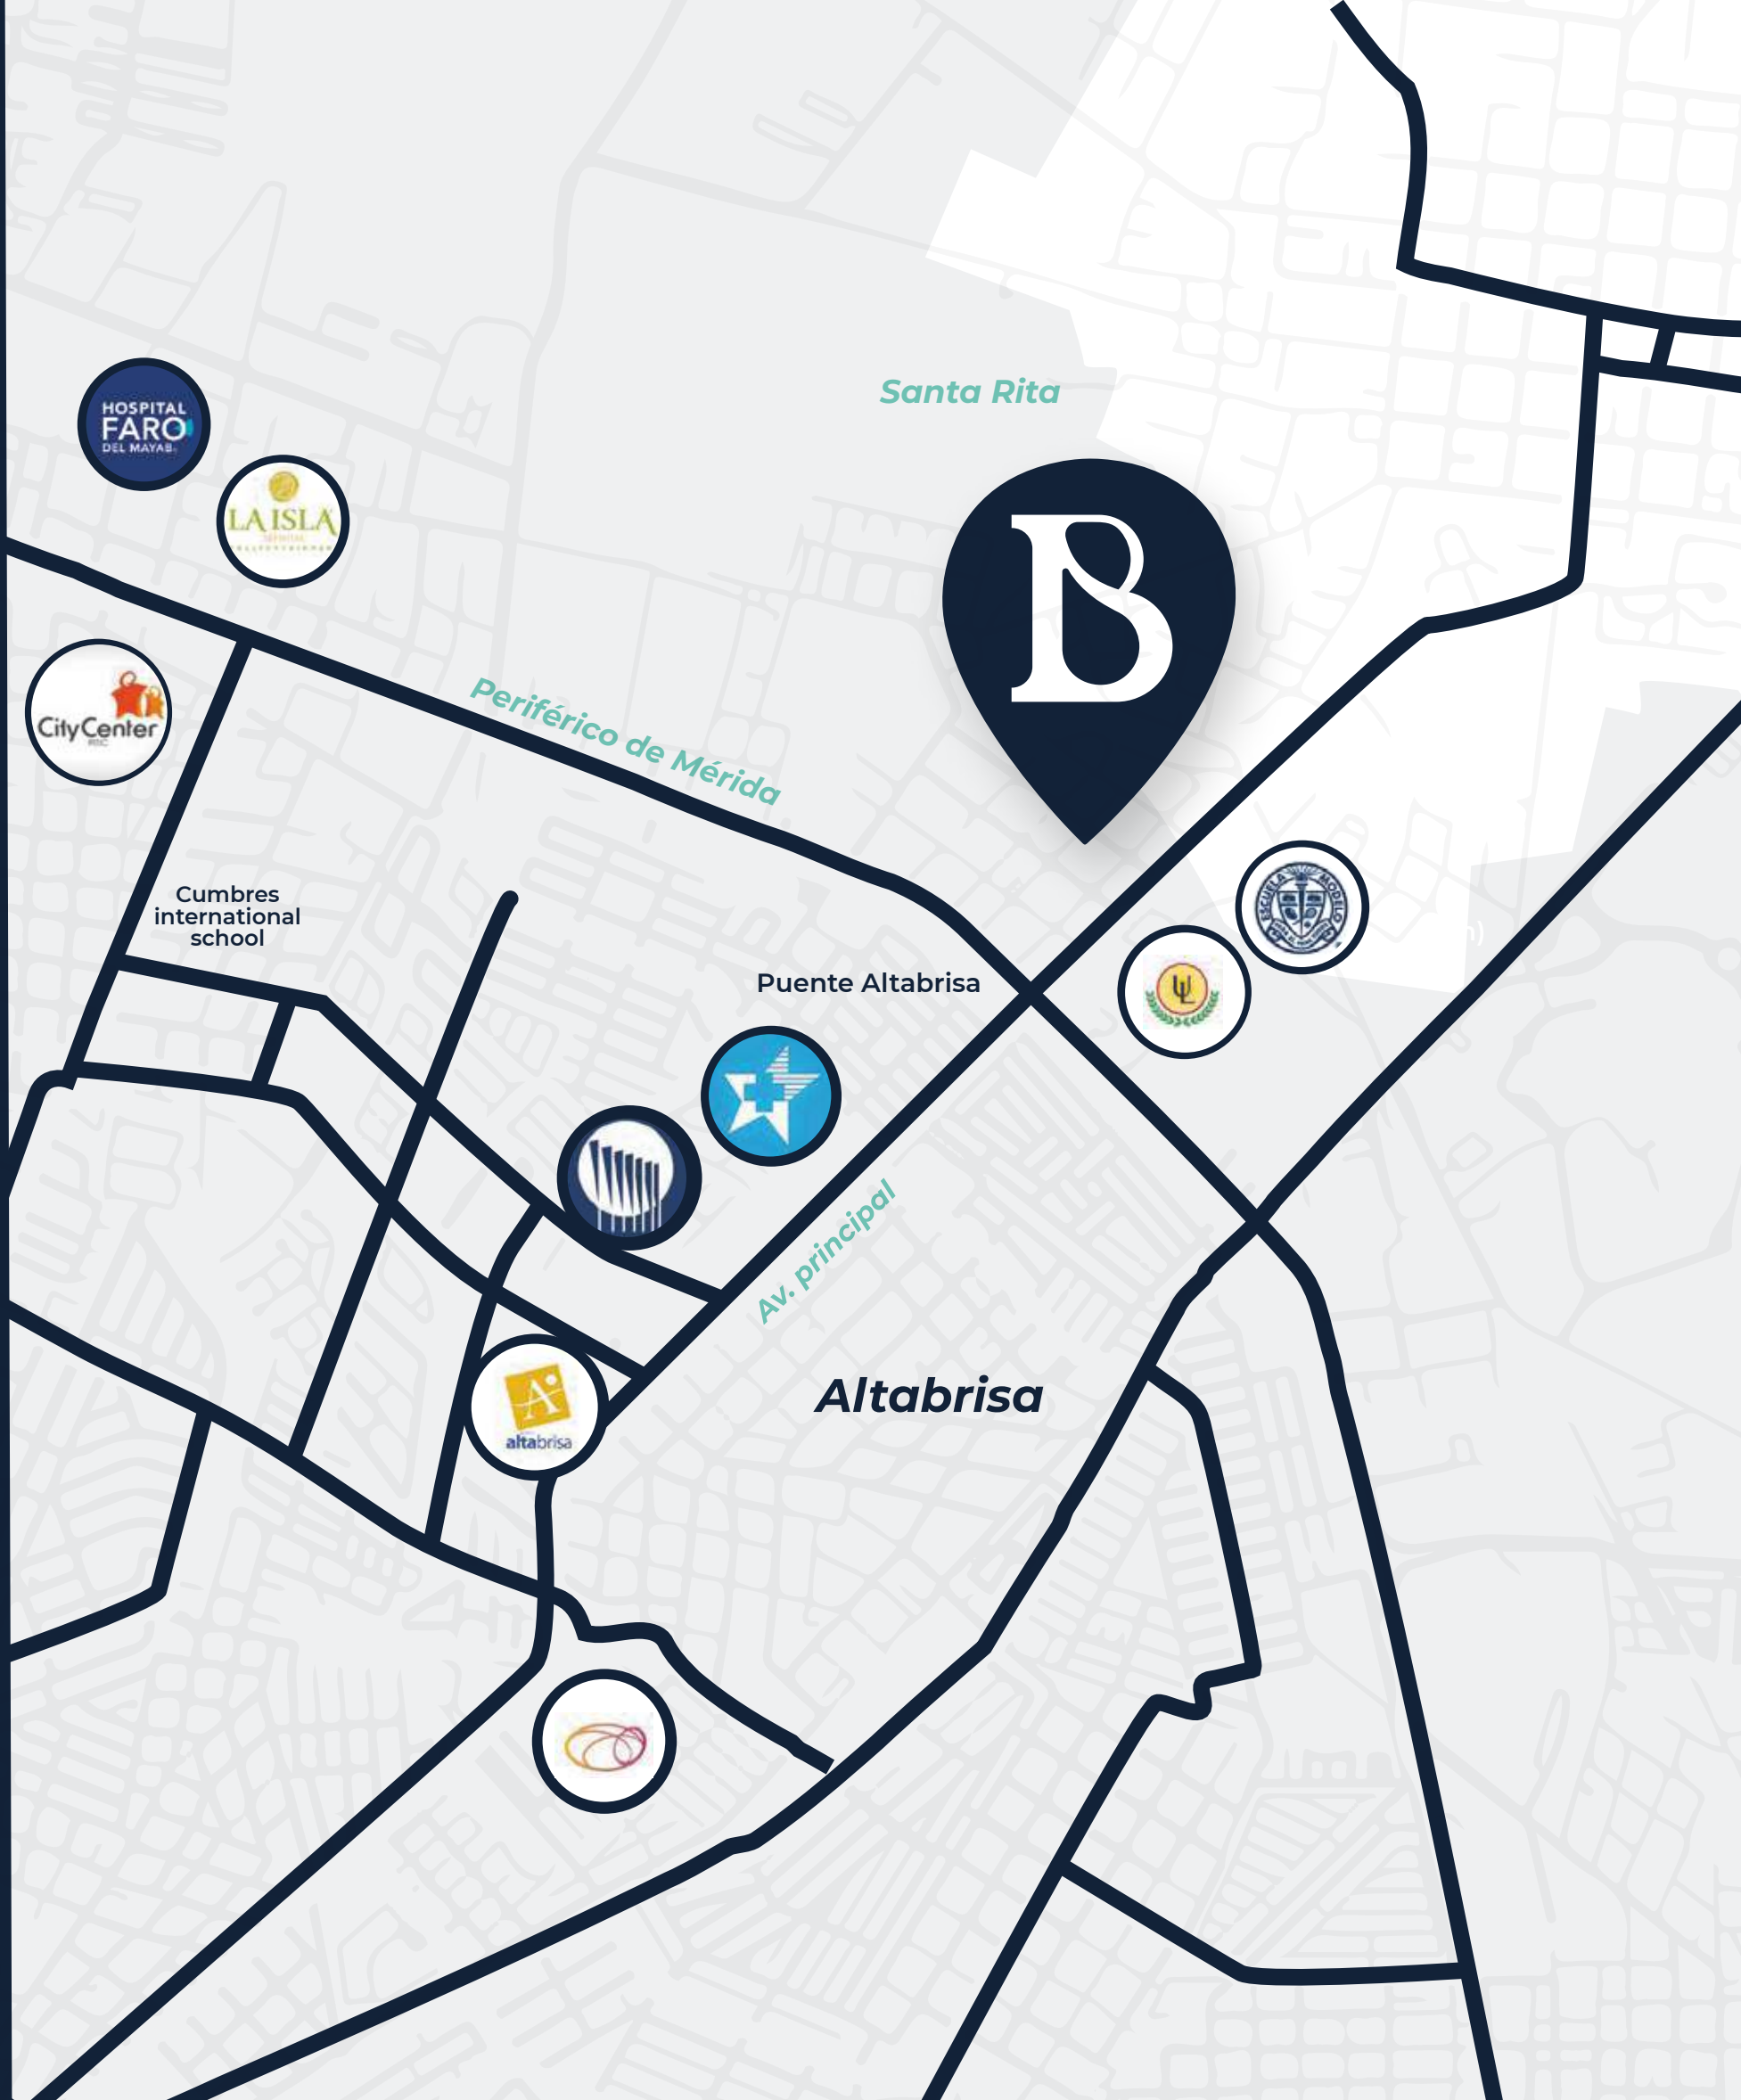 Santa Rita
HOSPITAL
FARO
DEL MAYAB
LA ISLA
B
CityCenter
Periférico de Mérida
Cumbres
international
school
ESCUELA MODELO
n)
Puente Altabrisa
UL
Av. principal
Altabrisa
A
altabrisa